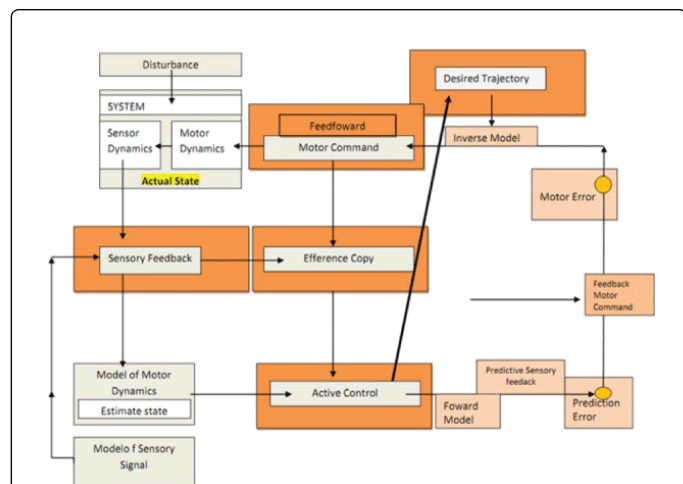 Disturbance
Desired Trajectory
SYSTEM
Feedfoward
Sensor
Dynamics
Motor
Dynamics
Motor Command
Inverse Model
Actual State
Motor Error
Sensory Feedback
Efference Copy
Feedback
Motor
Command
Model of Motor
Dynamics
Estimate state
Active Control
Predictive Sensory
feedack
Foward
Model
Prediction
Error
Modelo f Sensory
Signal